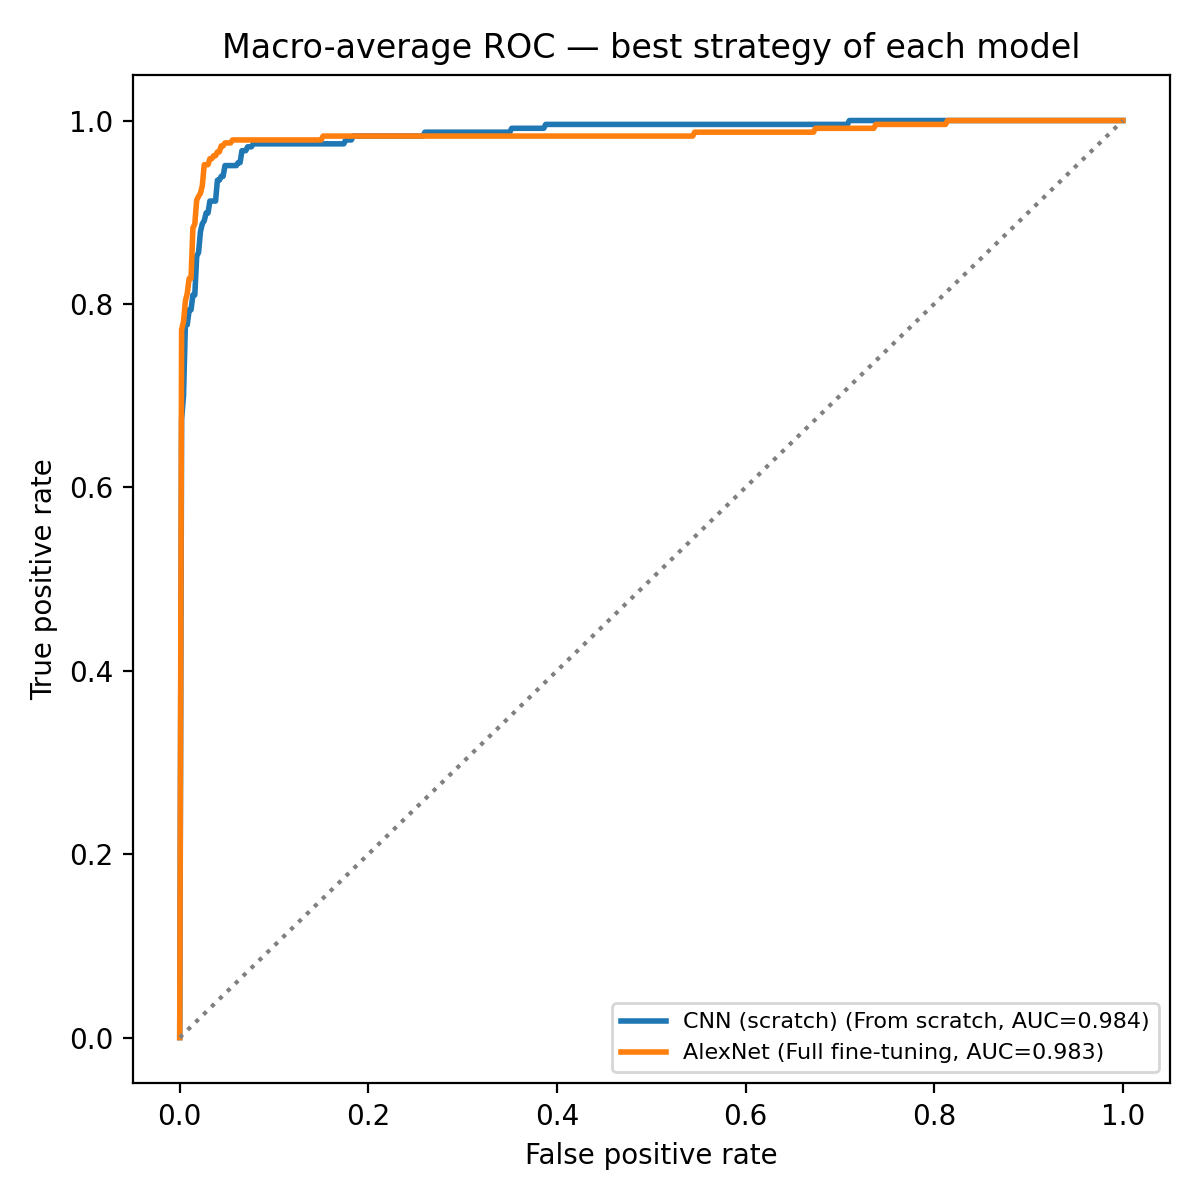 Macro-average ROC — best strategy of each model
1.0
0.8
0.6
0.4
0.2
0.0
True positive rate
CNN (scratch) (From scratch, AUC=0.984)
AlexNet (Full fine-tuning, AUC=0.983)
0.0 0.2 0.4 0.6 0.8 1.0
False positive rate